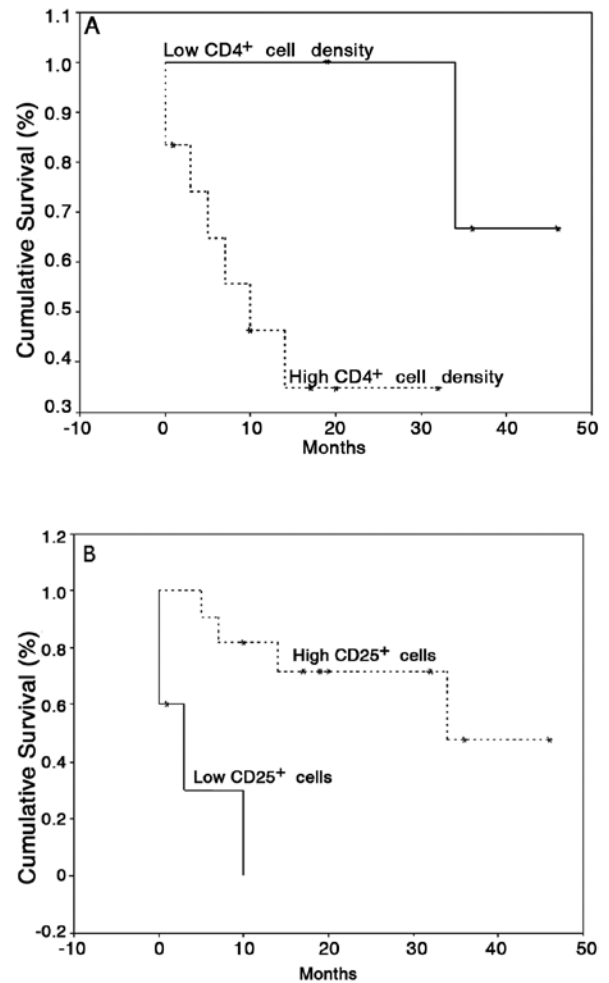 A
1.1
Low CD4+ cell density
1.0
0.9
0.8
0.7
0.6
0.5
0.4
High CD4+ cell density
0.3
Cumulative Survival (%)
-10 0 10 20 30 40 50
Months
B
1.2
1.0
0.8
High CD25+ cells
0.6
0.4
Low CD25+ cells
0.2
0
-0.2
Cumulative Survival (%)
-10 0 10 20 30 40 50
Months